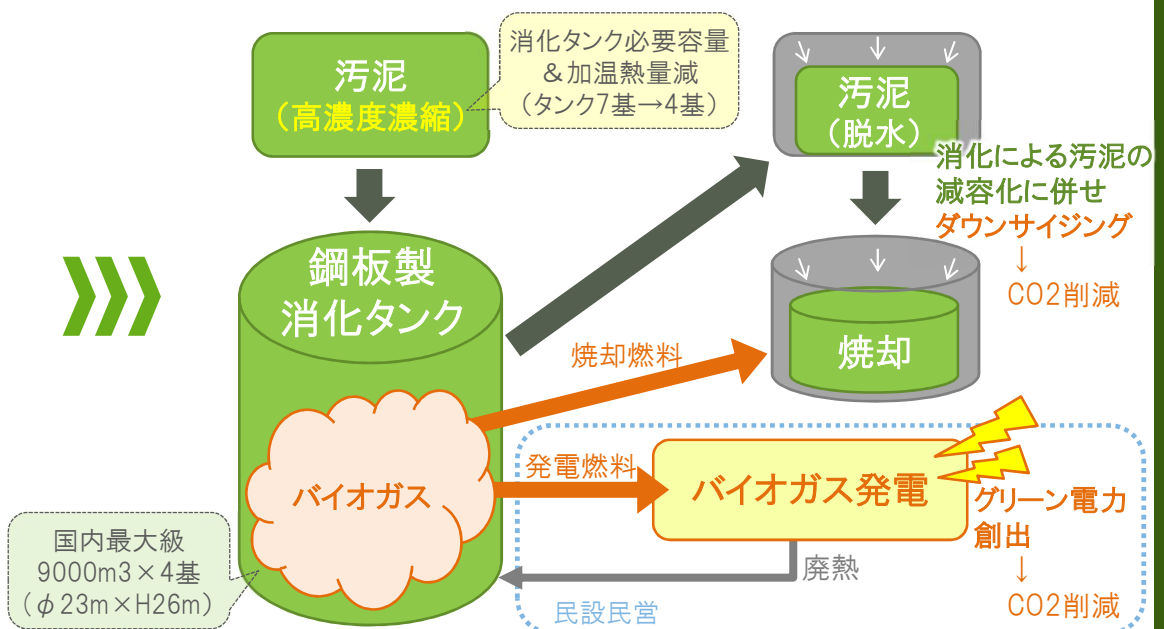 汚泥
（高濃度濃縮）
消化タンク必要容量
＆加温熱量減
（タンク7基→4基）
汚泥
（脱水）
消化による汚泥の
減容化に併せ
ダウンサイジング
↓
CO2削減
鋼板製
消化タンク
焼却燃料
焼却
バイオガス
発電燃料
バイオガス発電
グリーン電力
創出
↓
CO2削減
廃熱
民設民営
国内最大級
9000m3×4基
（φ23m×H26m）